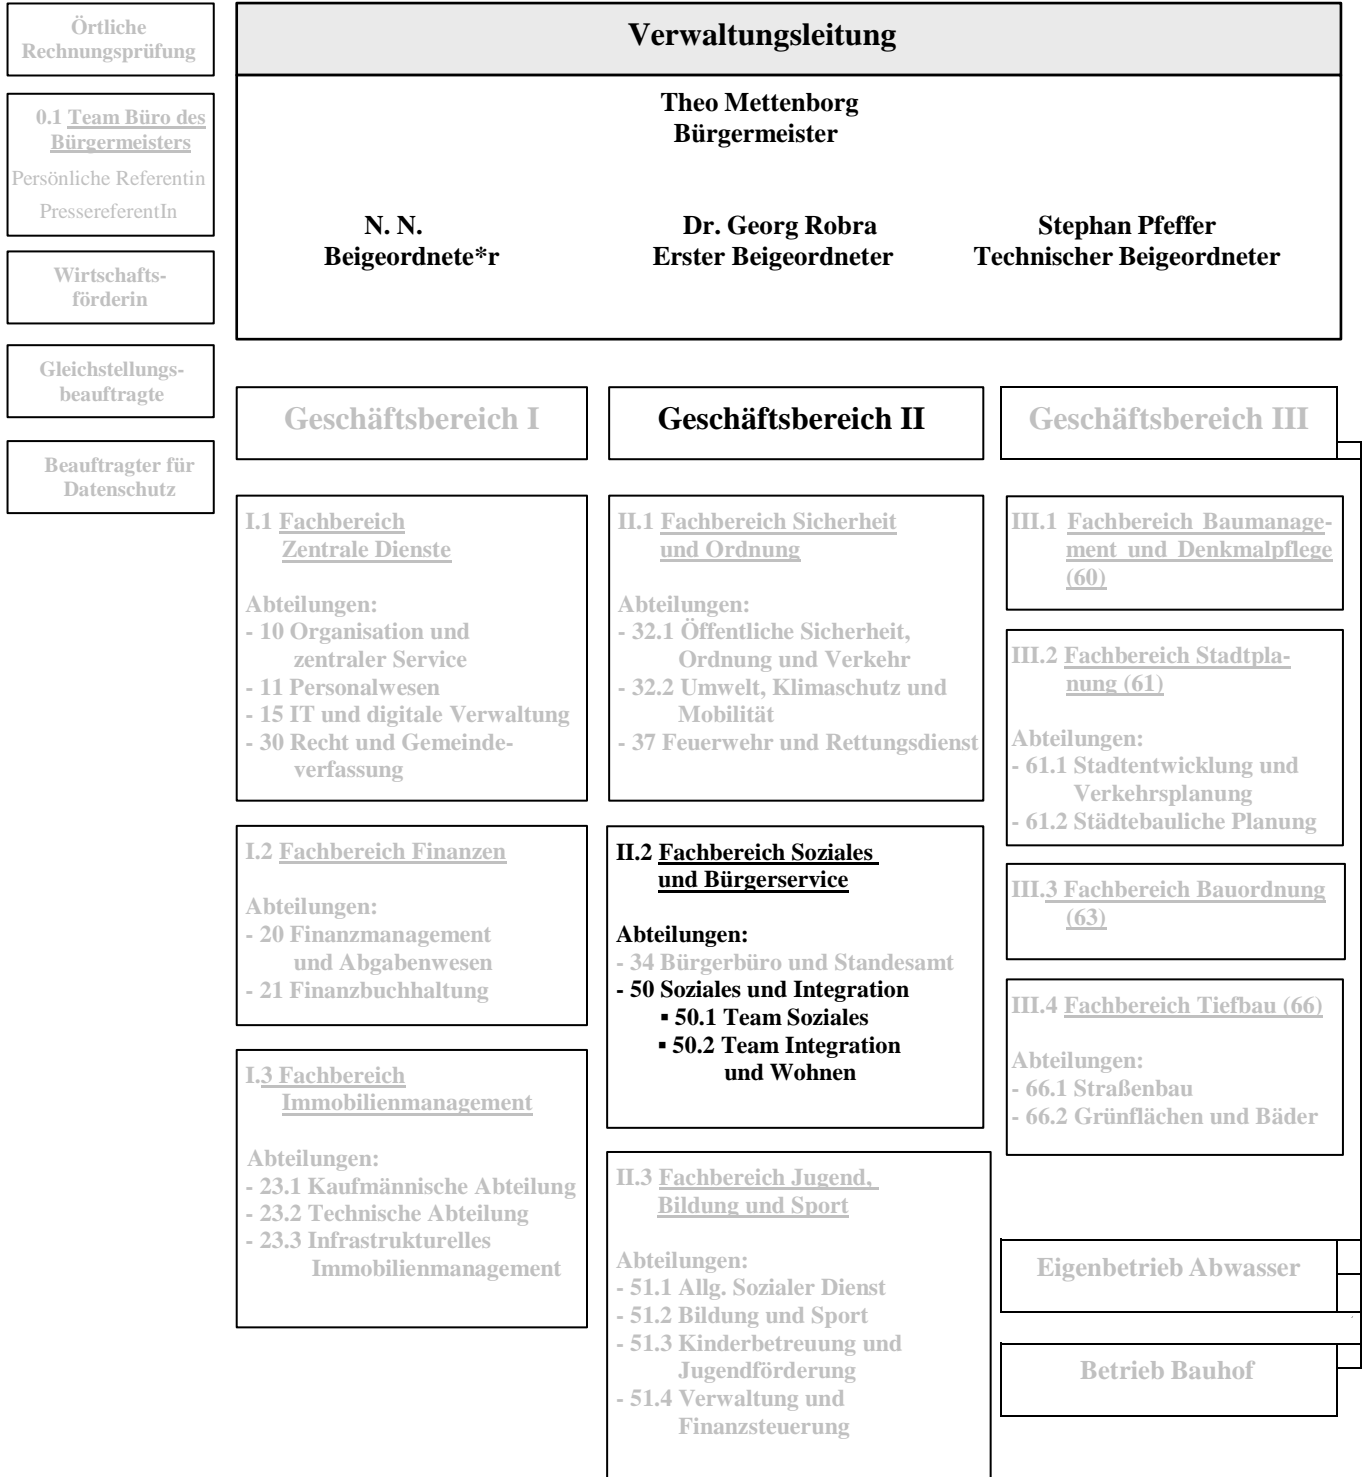 Örtliche
Rechnungsprüfung
0.1 Team Büro des
Bürgermeisters
Persönliche Referentin
PressereferentIn
Wirtschafts-
förderin
Gleichstellungs-
beauftragte
Beauftragter für
Datenschutz
Verwaltungsleitung
Theo Mettenborg
Bürgermeister
N. N.
Beigeordnete*r
Dr. Georg Robra
Erster Beigeordneter
Stephan Pfeffer
Technischer Beigeordneter
Geschäftsbereich I
I.1 Fachbereich
Zentrale Dienste
Abteilungen:
- 10 Organisation und
zentraler Service
- 11 Personalwesen
- 15 IT und digitale Verwaltung
- 30 Recht und Gemeinde-
verfassung
I.2 Fachbereich Finanzen
Abteilungen:
- 20 Finanzmanagement
und Abgabenwesen
- 21 Finanzbuchhaltung
I.3 Fachbereich
Immobilienmanagement
Abteilungen:
- 23.1 Kaufmännische Abteilung
- 23.2 Technische Abteilung
- 23.3 Infrastrukturelles
Immobilienmanagement
Geschäftsbereich II
II.1 Fachbereich Sicherheit
und Ordnung
Abteilungen:
- 32.1 Öffentliche Sicherheit,
Ordnung und Verkehr
- 32.2 Umwelt, Klimaschutz und
Mobilität
- 37 Feuerwehr und Rettungsdienst
II.2 Fachbereich Soziales
und Bürgerservice
Abteilungen:
- 34 Bürgerbüro und Standesamt
- 50 Soziales und Integration
▪ 50.1 Team Soziales
▪ 50.2 Team Integration
und Wohnen
II.3 Fachbereich Jugend,
Bildung und Sport
Abteilungen:
- 51.1 Allg. Sozialer Dienst
- 51.2 Bildung und Sport
- 51.3 Kinderbetreuung und
Jugendförderung
- 51.4 Verwaltung und
Finanzsteuerung
Geschäftsbereich III
III.1 Fachbereich Baumanage-
ment und Denkmalpflege
(60)
III.2 Fachbereich Stadtpla-
nung (61)
Abteilungen:
- 61.1 Stadtentwicklung und
Verkehrsplanung
- 61.2 Städtebauliche Planung
III.3 Fachbereich Bauordnung
(63)
III.4 Fachbereich Tiefbau (66)
Abteilungen:
- 66.1 Straßenbau
- 66.2 Grünflächen und Bäder
Eigenbetrieb Abwasser
Betrieb Bauhof